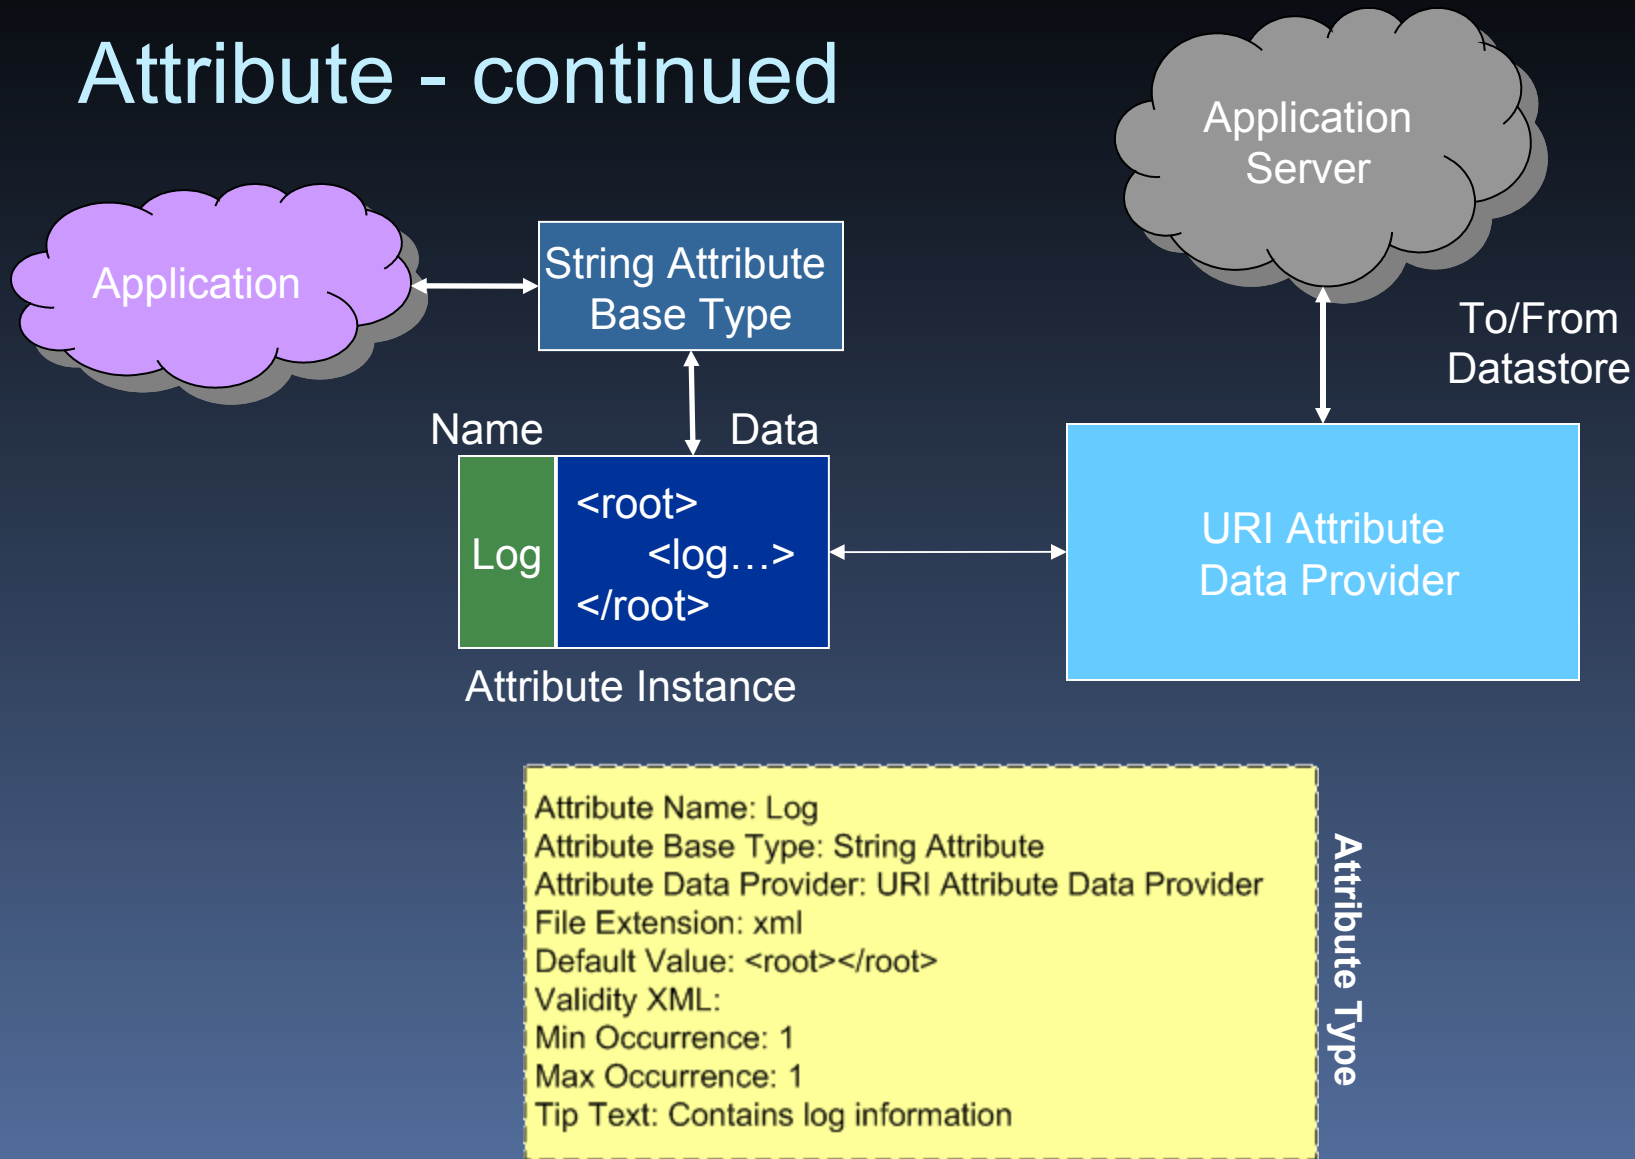 Attribute - continued
Application
Server
Application
String Attribute
Base Type
To/From
Datastore
Name
Data
Log
<root>
<log…>
</root>
URI Attribute
Data Provider
Attribute Instance
Attribute Name: Log
Attribute Base Type: String Attribute
Attribute Data Provider: URI Attribute Data Provider
File Extension: xml
Default Value: <root></root>
Validity XML:
Min Occurrence: 1
Max Occurrence: 1
Tip Text: Contains log information
Attribute Type